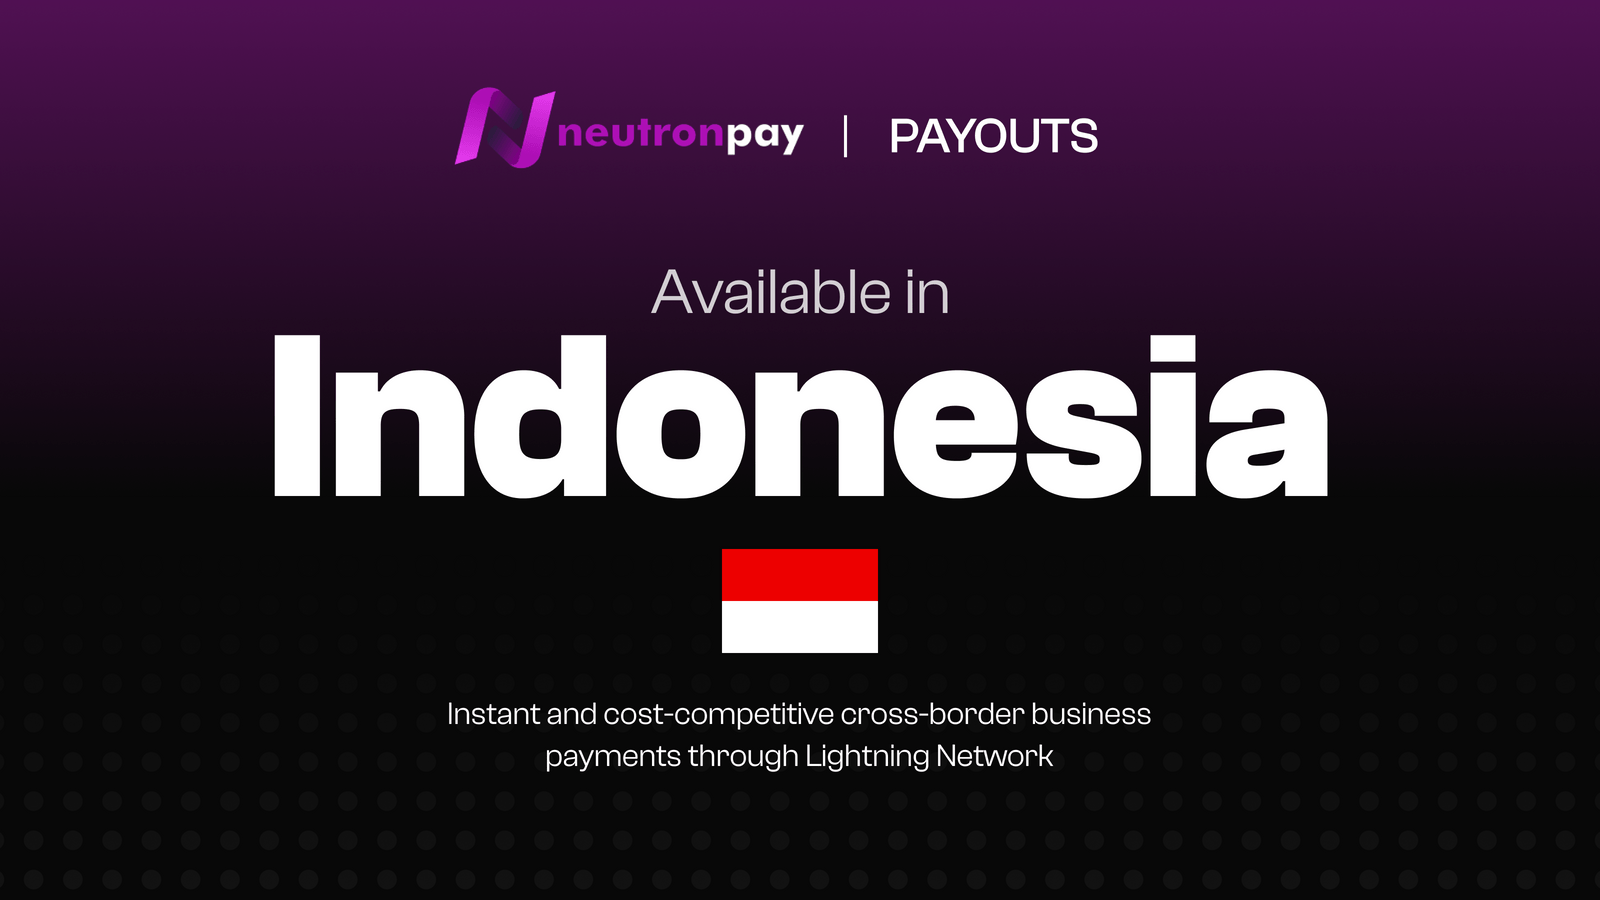 neutronpay | PAYOUTS
Available in
Indonesia
Instant and cost-competitive cross-border business
payments through Lightning Network